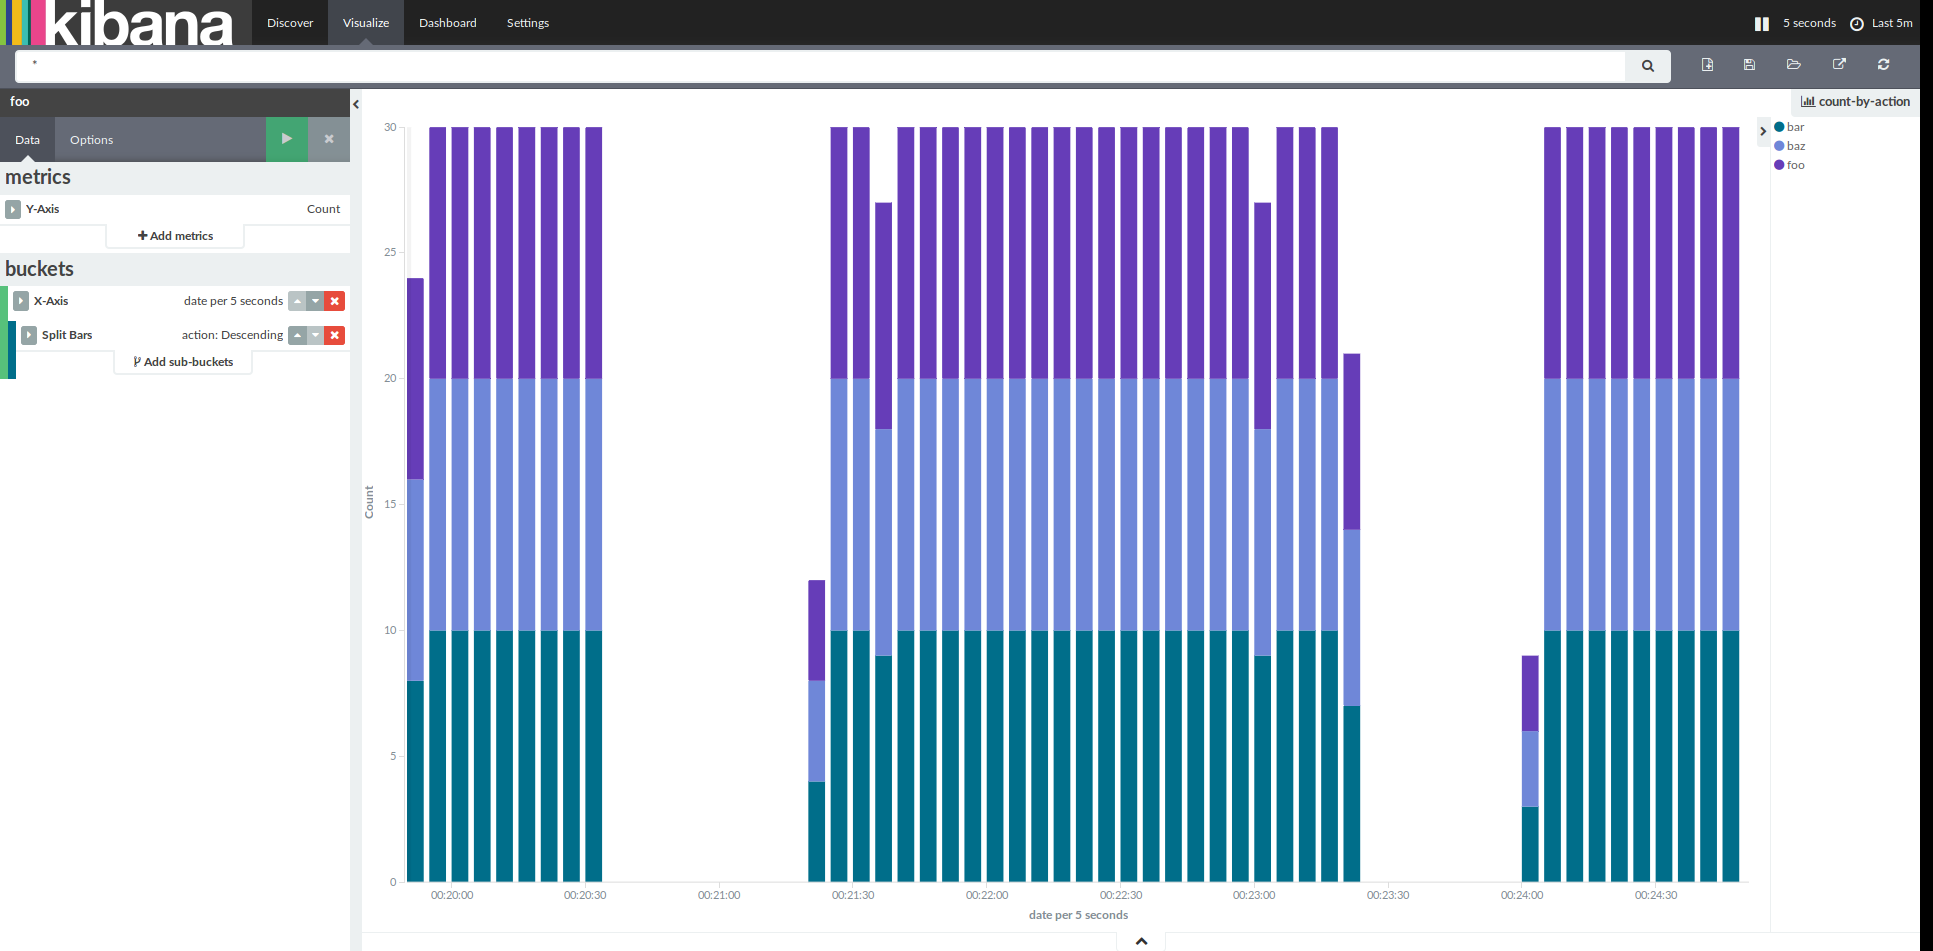 kibana Discover Visualize Dashboard Settings 5 seconds Last 5m
*
foo
count-by-action
Data Options
bar
baz
foo
metrics
Y-Axis Count
Add metrics
buckets
X-Axis date per 5 seconds
Split Bars action: Descending
Add sub-buckets
30
25
20
15
10
5
0
Count
00:20:00 00:20:30 00:21:00 00:21:30 00:22:00 00:22:30 00:23:00 00:23:30 00:24:00 00:24:30
date per 5 seconds